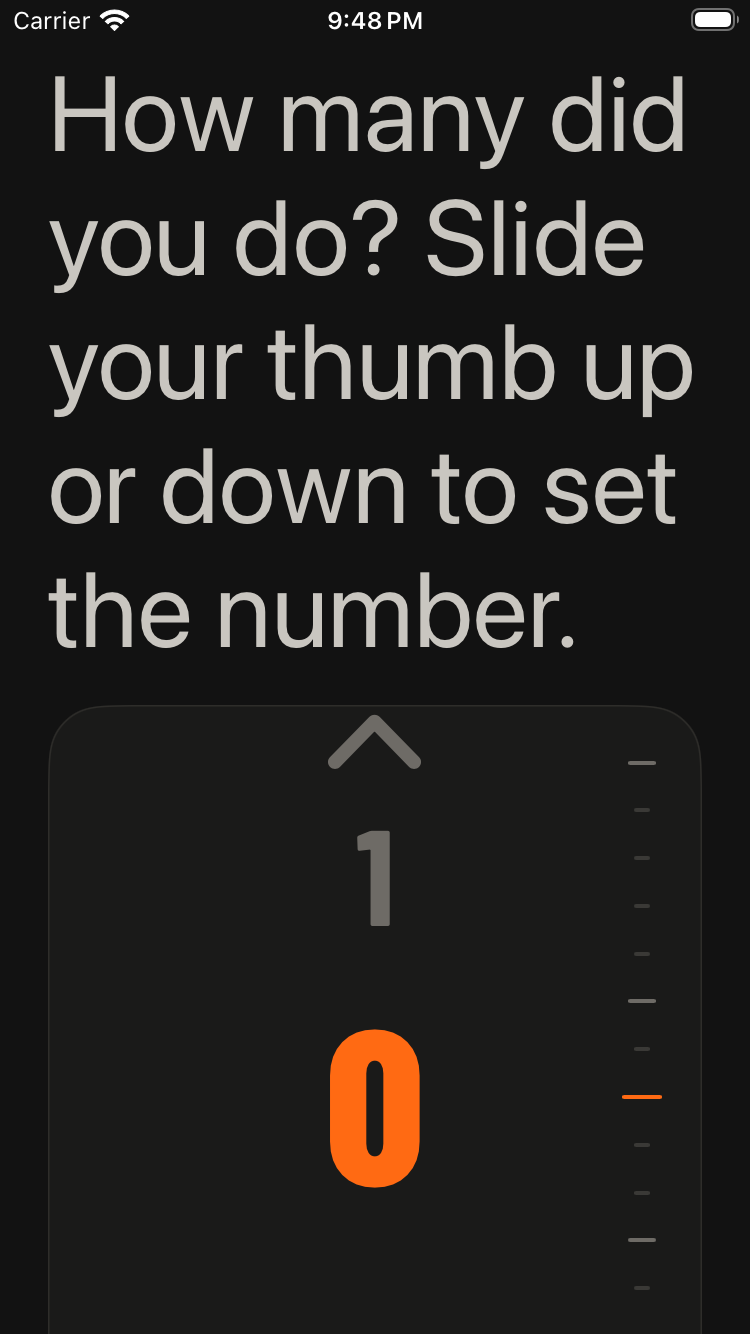 Carrier 9:48 PM
How many did
you do? Slide
your thumb up
or down to set
the number.
1
0